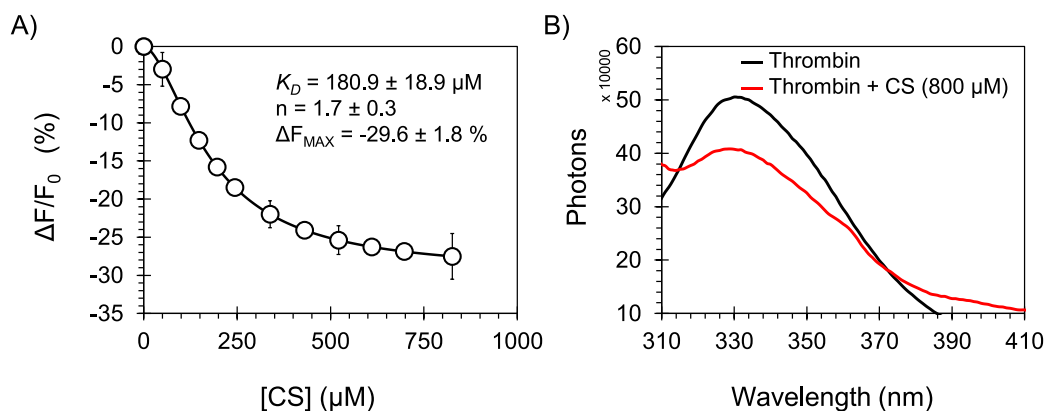 A)
0
-5
-10
-15
-20
-25
-30
-35
ΔF/F₀ (%)
K_D = 180.9 ± 18.9 µM
n = 1.7 ± 0.3
ΔF_MAX = -29.6 ± 1.8 %
0 250 500 750 1000
[CS] (µM)
B)
60
50
40
30
20
10
x 10000
Photons
Thrombin
Thrombin + CS (800 µM)
310 330 350 370 390 410
Wavelength (nm)